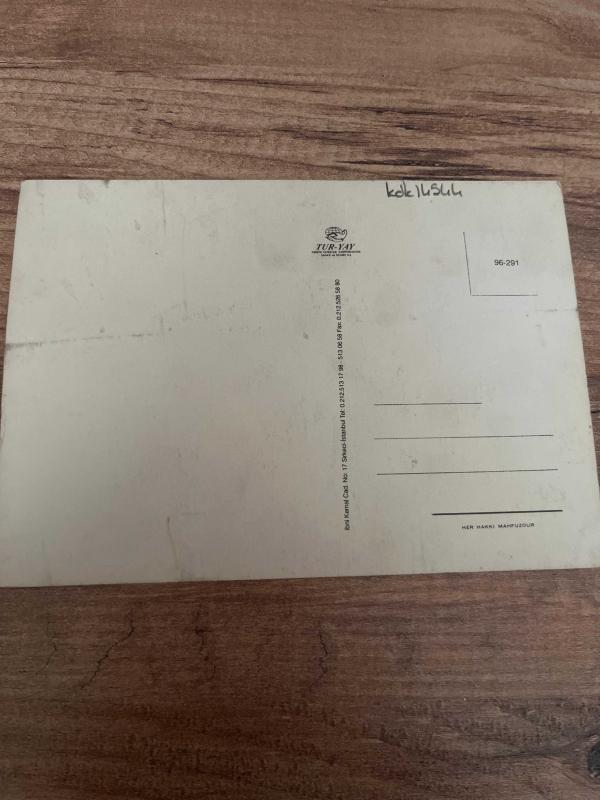 kdk14544
TUR-YAY
96-291
İbni Kemal Cad. No: 17 Sirkeci-İstanbul Tel: 0.212.513 17 98 - 513 06 58 Fax: 0.212.526 58 80
HER HAKKI MAHFUZDUR